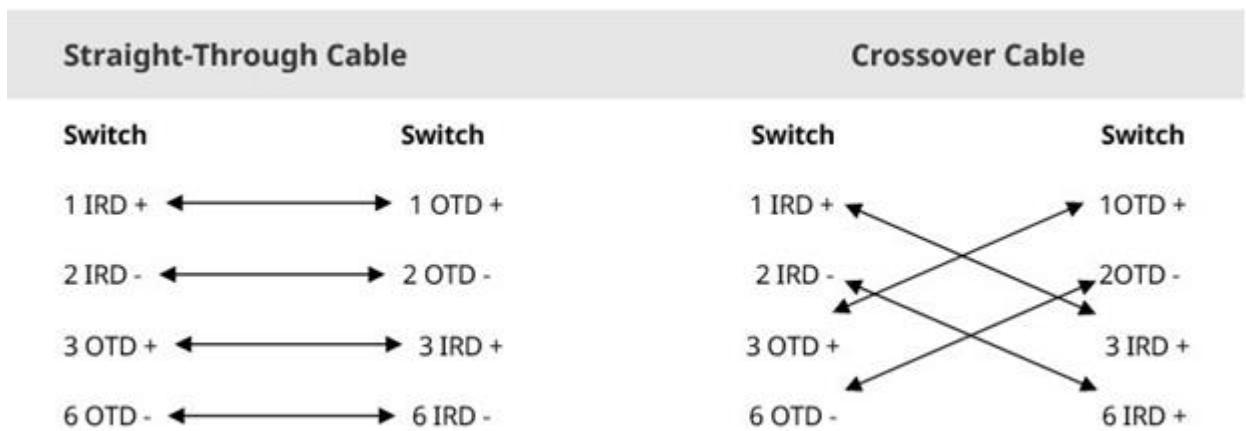 Straight-Through Cable Crossover Cable
Switch Switch Switch Switch
1 IRD + 1 OTD + 1 IRD + 1OTD +
2 IRD - 2 OTD - 2 IRD - 2OTD -
3 OTD + 3 IRD + 3 OTD + 3 IRD +
6 OTD - 6 IRD - 6 OTD - 6 IRD +